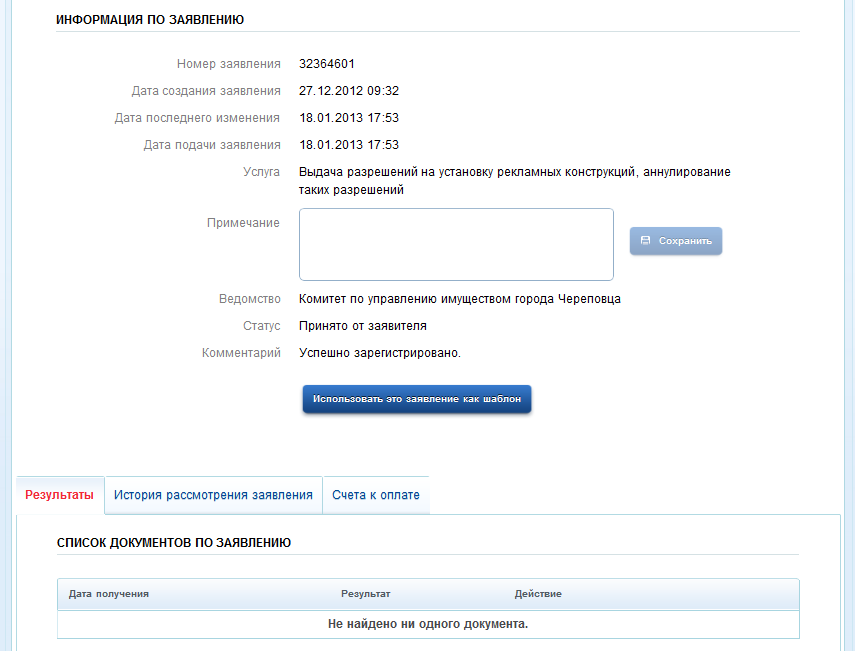 ИНФОРМАЦИЯ ПО ЗАЯВЛЕНИЮ
Номер заявления 32364601
Дата создания заявления 27.12.2012 09:32
Дата последнего изменения 18.01.2013 17:53
Дата подачи заявления 18.01.2013 17:53
Услуга Выдача разрешений на установку рекламных конструкций, аннулирование
таких разрешений
Примечание
Сохранить
Ведомство Комитет по управлению имуществом города Череповца
Статус Принято от заявителя
Комментарий Успешно зарегистрировано.
Использовать это заявление как шаблон
Результаты История рассмотрения заявления Счета к оплате
СПИСОК ДОКУМЕНТОВ ПО ЗАЯВЛЕНИЮ
Дата получения Результат Действие
Не найдено ни одного документа.